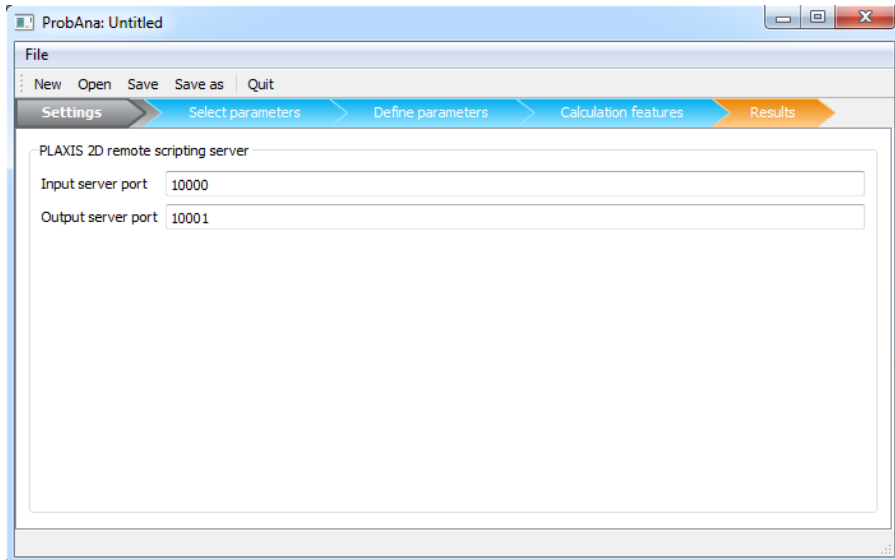 ProbAna: Untitled
File
New Open Save Save as Quit
Settings Select parameters Define parameters Calculation features Results
PLAXIS 2D remote scripting server
Input server port 10000
Output server port 10001